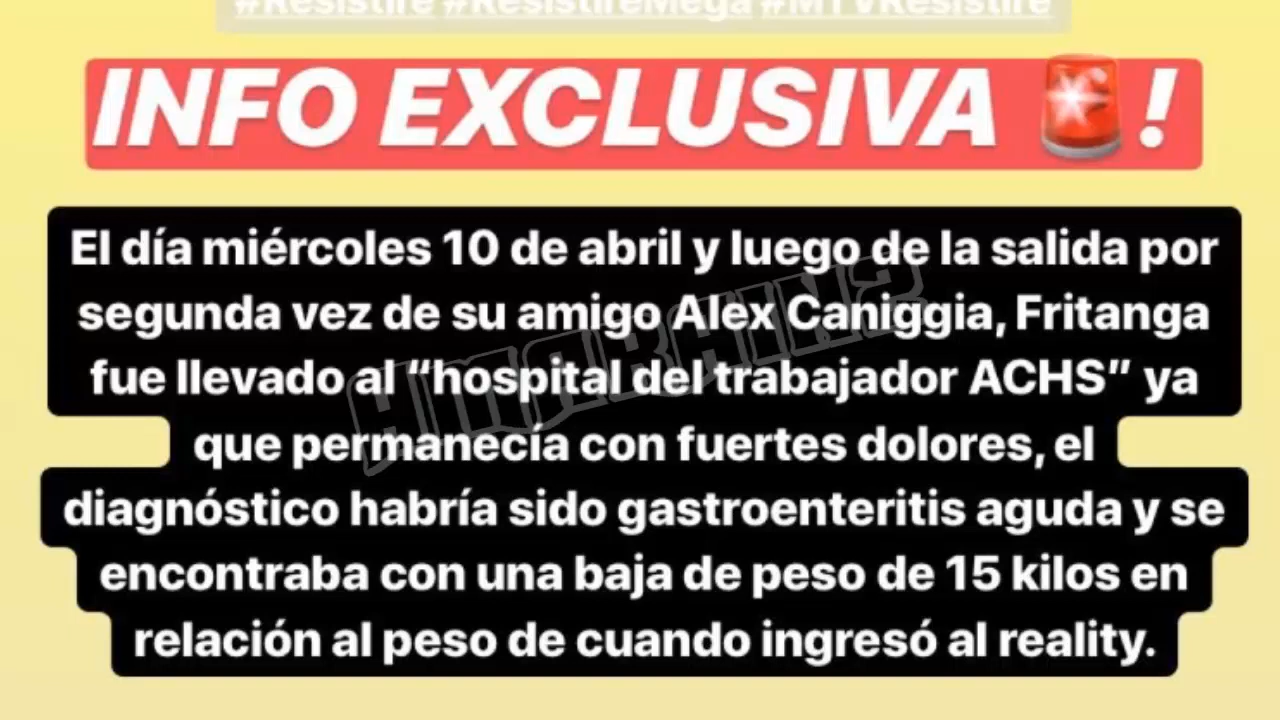 #Resistire #ResistireMega #MTVResistire
INFO EXCLUSIVA 🚨!
El día miércoles 10 de abril y luego de la salida por
segunda vez de su amigo Alex Caniggia, Fritanga
fue llevado al “hospital del trabajador ACHS” ya
que permanecía con fuertes dolores, el
diagnóstico habría sido gastroenteritis aguda y se
encontraba con una baja de peso de 15 kilos en
relación al peso de cuando ingresó al reality.